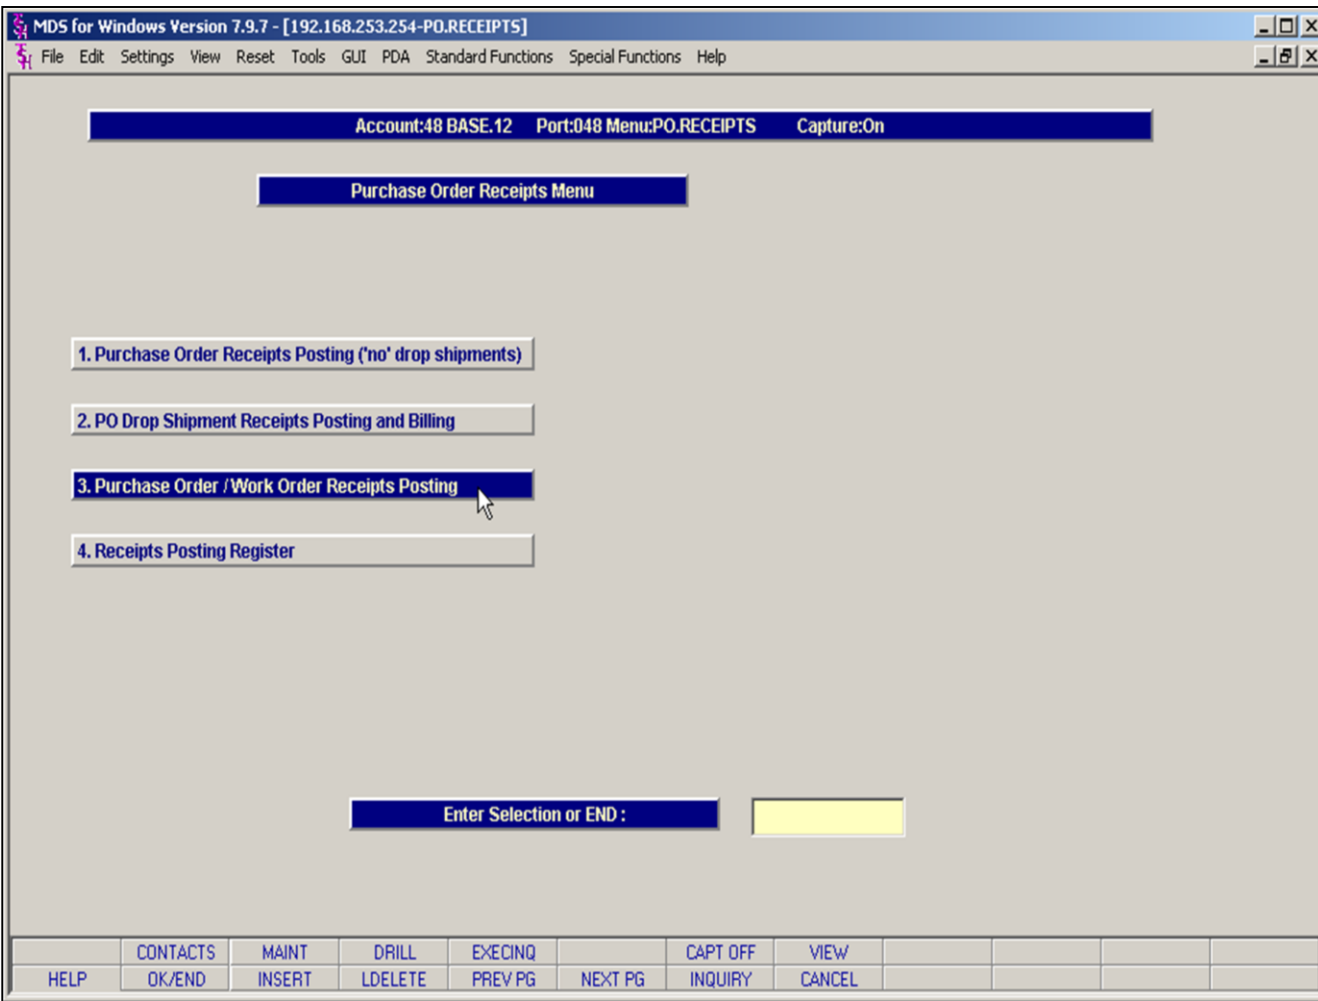 MDS for Windows Version 7.9.7 - [192.168.253.254-PO.RECEIPTS]
File Edit Settings View Reset Tools GUI PDA Standard Functions Special Functions Help
Account:48 BASE.12 Port:048 Menu:PO.RECEIPTS Capture:On
Purchase Order Receipts Menu
1. Purchase Order Receipts Posting ('no' drop shipments)
2. PO Drop Shipment Receipts Posting and Billing
3. Purchase Order / Work Order Receipts Posting
4. Receipts Posting Register
Enter Selection or END :
CONTACTS MAINT DRILL EXECINQ CAPT OFF VIEW
HELP OK/END INSERT LDELETE PREV PG NEXT PG INQUIRY CANCEL